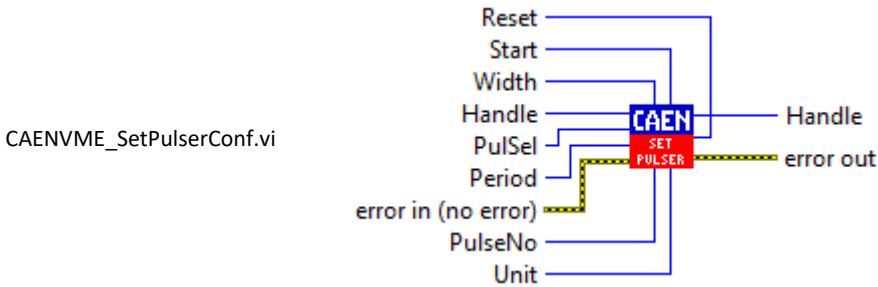 Reset
Start
Width
Handle
PulSel
Period
error in (no error)
PulseNo
Unit
CAENVME_SetPulserConf.vi
CAEN
SET
PULSER
Handle
error out